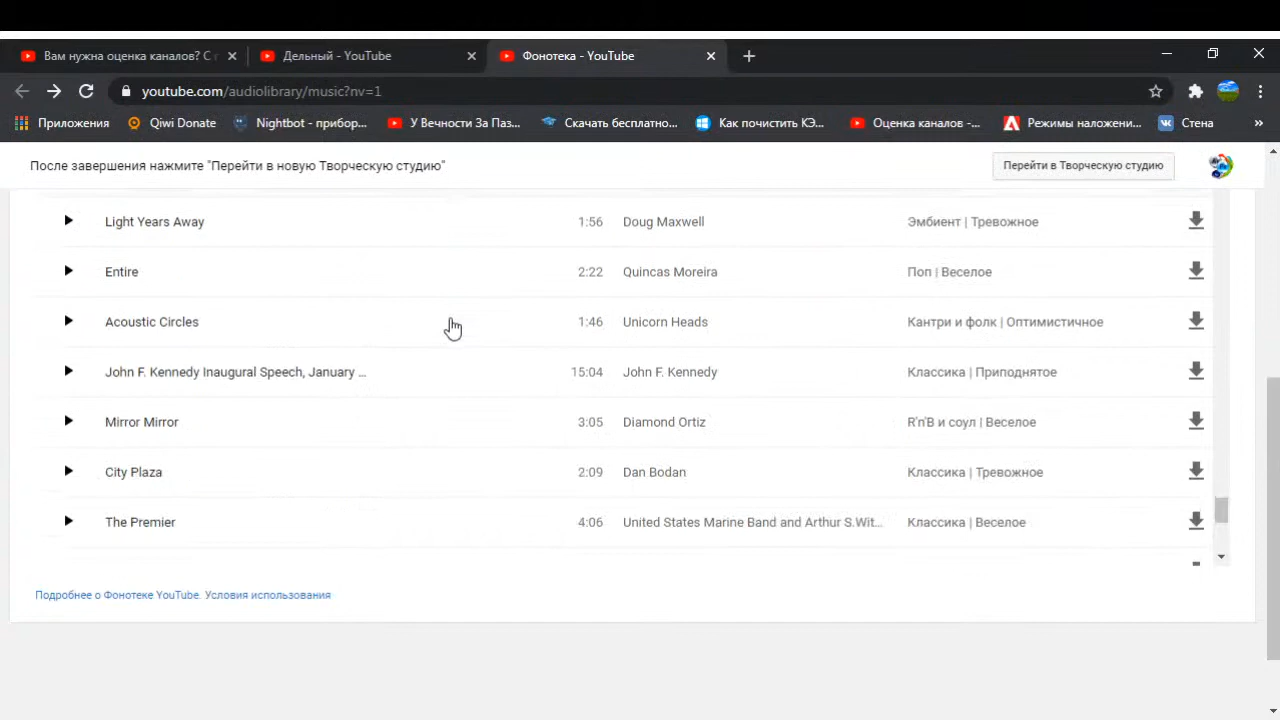 Вам нужна оценка каналов? С т
Дельный - YouTube
Фонотека - YouTube
youtube.com/audiolibrary/music?nv=1
Приложения
Qiwi Donate
Nightbot - прибор...
У Вечности За Паз...
Скачать бесплатно...
Как почистить КЭ...
Оценка каналов -...
Режимы наложени...
Стена
»
После завершения нажмите "Перейти в новую Творческую студию"
Перейти в Творческую студию
Light Years Away 1:56 Doug Maxwell Эмбиент | Тревожное
Entire 2:22 Quincas Moreira Поп | Веселое
Acoustic Circles 1:46 Unicorn Heads Кантри и фолк | Оптимистичное
John F. Kennedy Inaugural Speech, January ... 15:04 John F. Kennedy Классика | Приподнятое
Mirror Mirror 3:05 Diamond Ortiz R'n'B и соул | Веселое
City Plaza 2:09 Dan Bodan Классика | Тревожное
The Premier 4:06 United States Marine Band and Arthur S.Wit... Классика | Веселое
Подробнее о Фонотеке YouTube. Условия использования